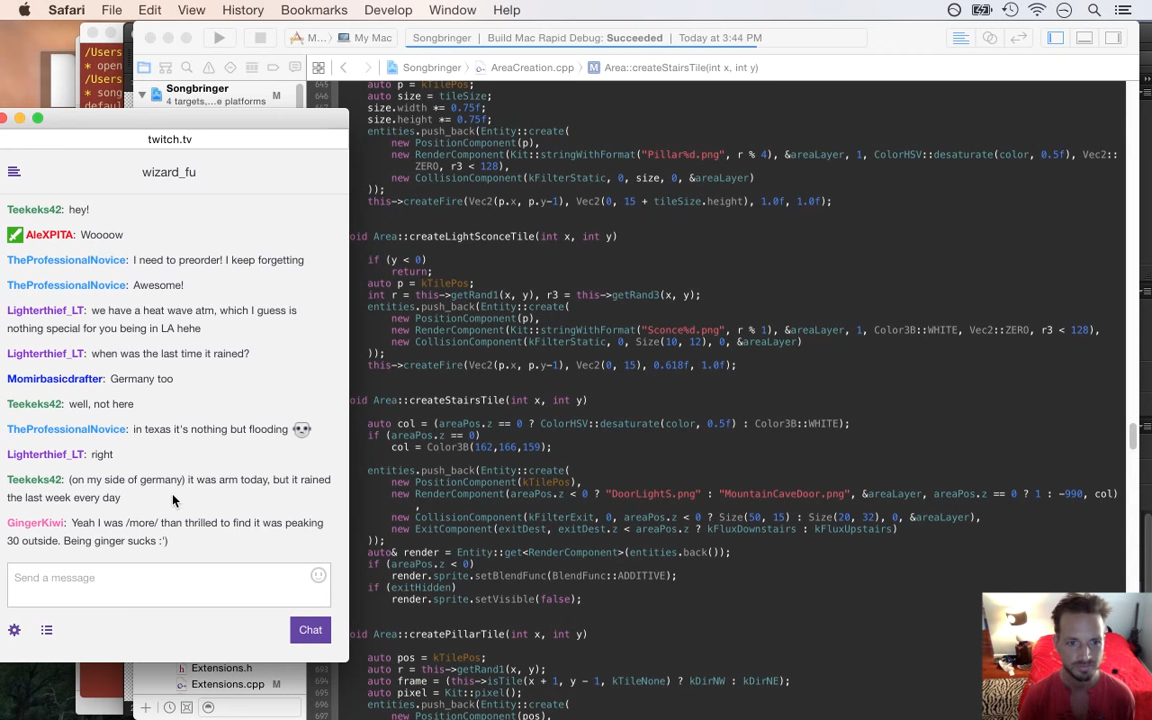 Safari File Edit View History Bookmarks Develop Window Help
Songbringer | Build Mac Rapid Debug: Succeeded | Today at 3:44 PM
M... My Mac
Songbringer AreaCreation.cpp M Area::createStairsTile(int x, int y)
Songbringer M
4 targets,...e platforms
/Users
* open
/Users
* song
defaul
twitch.tv
wizard_fu
Teekeks42: hey!
AleXPITA: Woooow
TheProfessionalNovice: I need to preorder! I keep forgetting
TheProfessionalNovice: Awesome!
Lighterthief_LT: we have a heat wave atm, which I guess is
nothing special for you being in LA hehe
Lighterthief_LT: when was the last time it rained?
Momirbasicdrafter: Germany too
Teekeks42: well, not here
TheProfessionalNovice: in texas it's nothing but flooding
Lighterthief_LT: right
Teekeks42: (on my side of germany) it was arm today, but it rained
the last week every day
GingerKiwi: Yeah I was /more/ than thrilled to find it was peaking
30 outside. Being ginger sucks :')
Send a message
Chat
Extensions.h
Extensions.cpp M
645 auto p = kTilePos;
646 auto size = tileSize;
size.width *= 0.75f;
size.height *= 0.75f;
entities.push_back(Entity::create(
new PositionComponent(p),
new RenderComponent(Kit::stringWithFormat("Pillar%d.png", r % 4), &areaLayer, 1, ColorHSV::desaturate(color, 0.5f), Vec2::
ZERO, r3 < 128),
new CollisionComponent(kFilterStatic, 0, size, 0, &areaLayer)
));
this->createFire(Vec2(p.x, p.y-1), Vec2(0, 15 + tileSize.height), 1.0f, 1.0f);
oid Area::createLightSconceTile(int x, int y)
if (y < 0)
return;
auto p = kTilePos;
int r = this->getRand1(x, y), r3 = this->getRand3(x, y);
entities.push_back(Entity::create(
new PositionComponent(p),
new RenderComponent(Kit::stringWithFormat("Sconce%d.png", r % 1), &areaLayer, 1, Color3B::WHITE, Vec2::ZERO, r3 < 128),
new CollisionComponent(kFilterStatic, 0, Size(10, 12), 0, &areaLayer)
));
this->createFire(Vec2(p.x, p.y-1), Vec2(0, 15), 0.618f, 1.0f);
oid Area::createStairsTile(int x, int y)
auto col = (areaPos.z == 0 ? ColorHSV::desaturate(color, 0.5f) : Color3B::WHITE);
if (areaPos.z == 0)
col = Color3B(162,166,159);
entities.push_back(Entity::create(
new PositionComponent(kTilePos),
new RenderComponent(areaPos.z < 0 ? "DoorLightS.png" : "MountainCaveDoor.png", &areaLayer, areaPos.z == 0 ? 1 : -990, col)
,
new CollisionComponent(kFilterExit, 0, areaPos.z < 0 ? Size(50, 15) : Size(20, 32), 0, &areaLayer),
new ExitComponent(exitDest, exitDest.z < areaPos.z ? kFluxDownstairs : kFluxUpstairs)
));
auto& render = Entity::get<RenderComponent>(entities.back());
if (areaPos.z < 0)
render.sprite.setBlendFunc(BlendFunc::ADDITIVE);
if (exitHidden)
render.sprite.setVisible(false);
oid Area::createPillarTile(int x, int y)
auto pos = kTilePos;
693 auto r = this->getRand1(x, y);
694 auto frame = (this->isTile(x + 1, y - 1, kTileNone) ? kDirNW : kDirNE);
695 auto pixel = Kit::pixel();
696 entities.push_back(Entity::create(
697 new PositionComponent(pos),